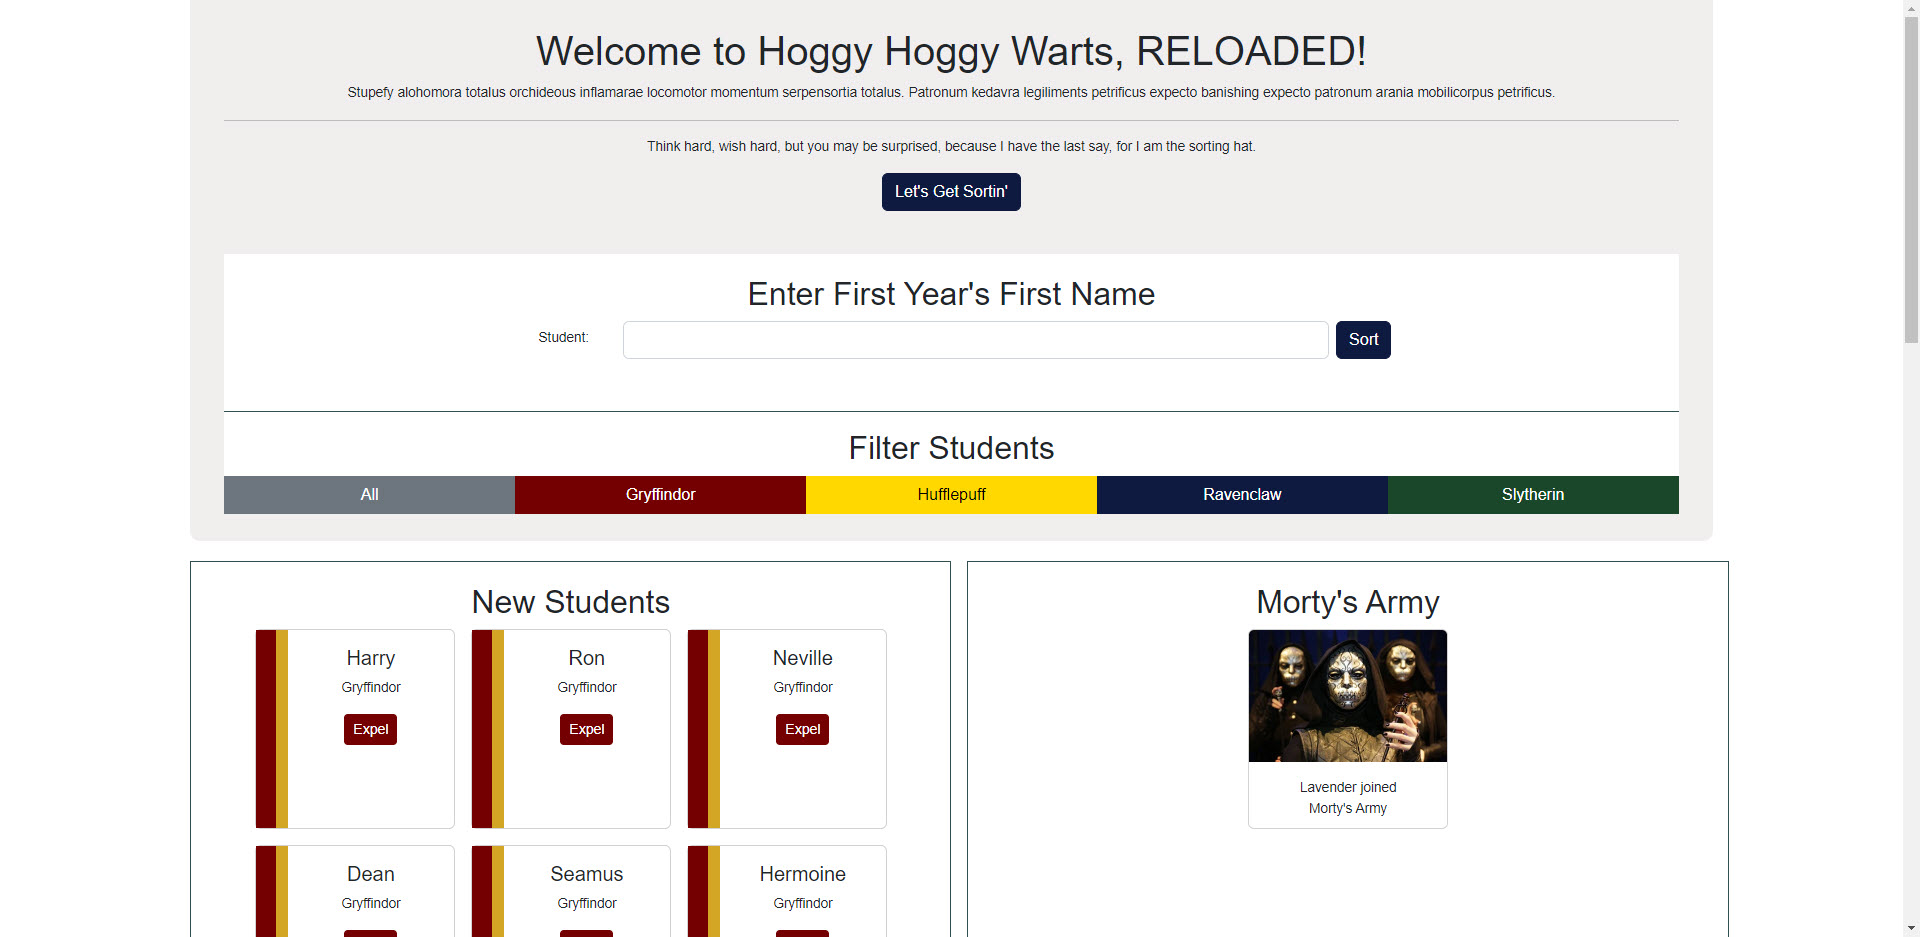 Welcome to Hoggy Hoggy Warts, RELOADED!
Stupefy alohomora totalus orchideous inflamarae locomotor momentum serpensortia totalus. Patronum kedavra legiliments petrificus expecto banishing expecto patronum arania mobilicorpus petrificus.
Think hard, wish hard, but you may be surprised, because I have the last say, for I am the sorting hat.
Let's Get Sortin'
Enter First Year's First Name
Student:
Sort
Filter Students
All Gryffindor Hufflepuff Ravenclaw Slytherin
New Students
Harry
Gryffindor
Expel
Ron
Gryffindor
Expel
Neville
Gryffindor
Expel
Dean
Gryffindor
Seamus
Gryffindor
Hermoine
Gryffindor
Morty's Army
Lavender joined
Morty's Army